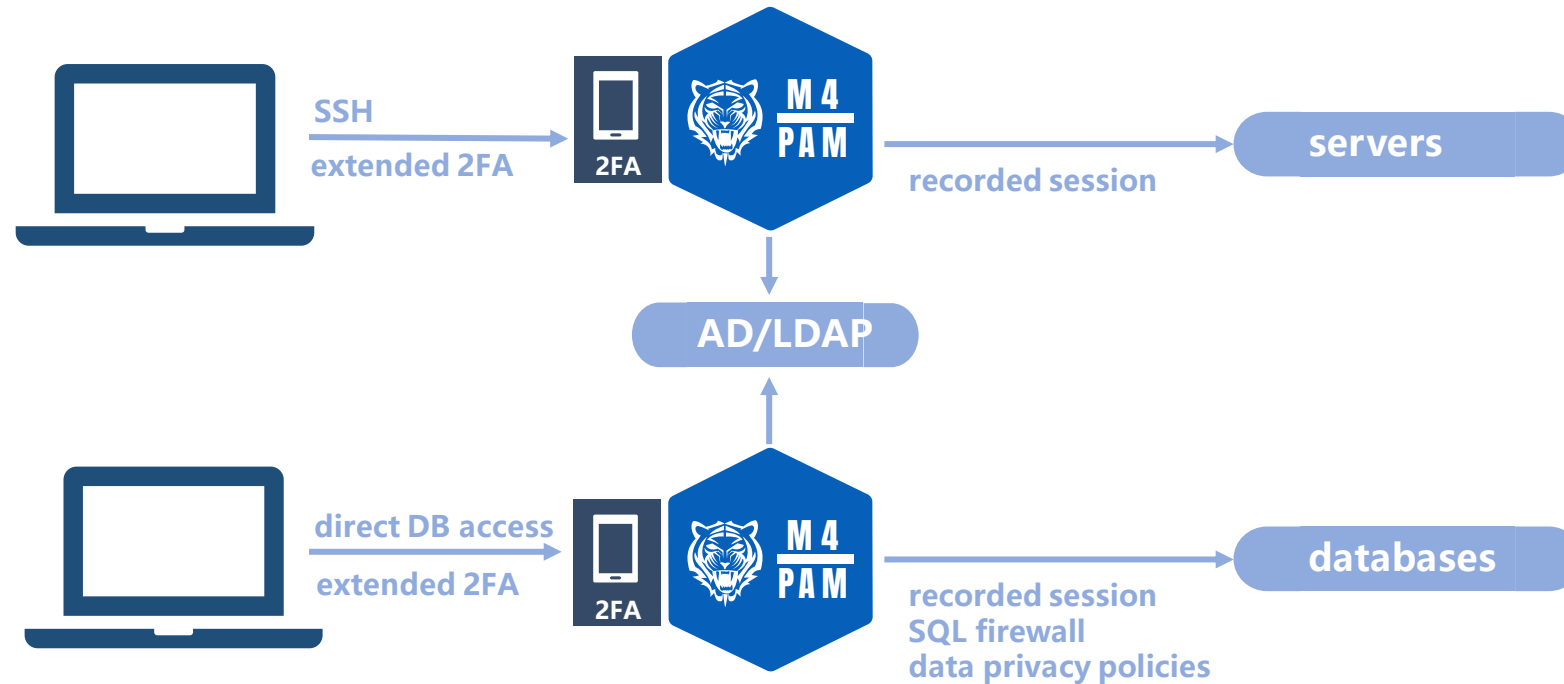 SSH
extended 2FA
2FA
M4
PAM
recorded session
servers
AD/LDAP
direct DB access
extended 2FA
2FA
M4
PAM
recorded session
SQL firewall
data privacy policies
databases